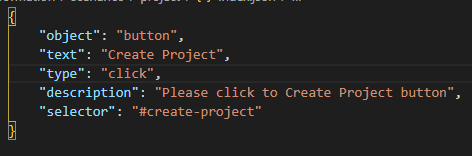 {
"object": "button",
"text": "Create Project",
"type": "click",
"description": "Please click to Create Project button",
"selector": "#create-project"
}